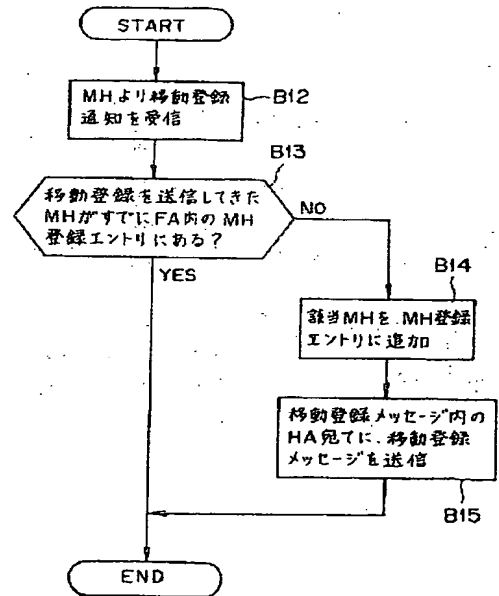 START
MHより移動登録
通知を受信
B12
B13
移動登録を送信してきた
MHがすでにFA内のMH
登録エントリにある?
NO
YES
B14
該当MHを、MH登録
エントリに追加
移動登録メッセージ内の
HA宛てに、移動登録
メッセージを送信
B15
END